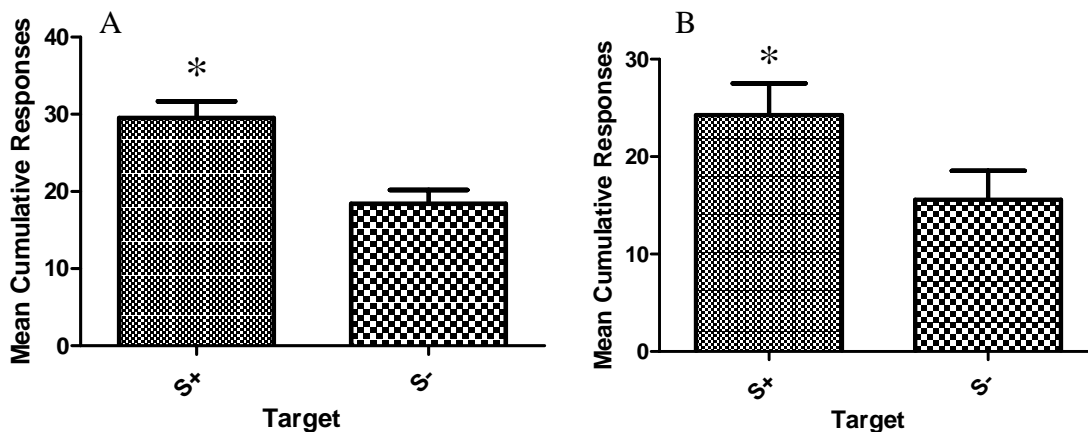 A
Mean Cumulative Responses
40
30
20
10
0
*
S+
S-
Target
B
Mean Cumulative Responses
30
20
10
0
*
S+
S-
Target